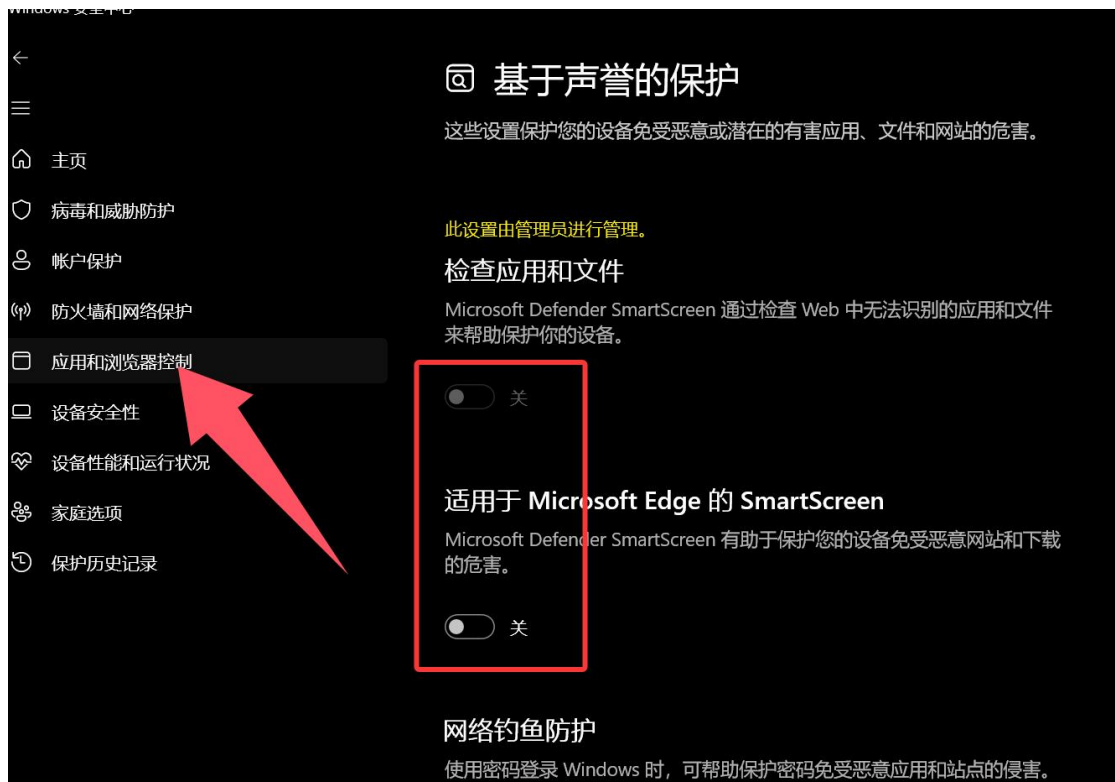 Windows 安全中心
基于声誉的保护
这些设置保护您的设备免受恶意或潜在的有害应用、文件和网站的危害。
主页
病毒和威胁防护
帐户保护
防火墙和网络保护
应用和浏览器控制
设备安全性
设备性能和运行状况
家庭选项
保护历史记录
此设置由管理员进行管理。
检查应用和文件
Microsoft Defender SmartScreen 通过检查 Web 中无法识别的应用和文件
来帮助保护你的设备。
关
适用于 Microsoft Edge 的 SmartScreen
Microsoft Defender SmartScreen 有助于保护您的设备免受恶意网站和下载
的危害。
关
网络钓鱼防护
使用密码登录 Windows 时，可帮助保护密码免受恶意应用和站点的侵害。